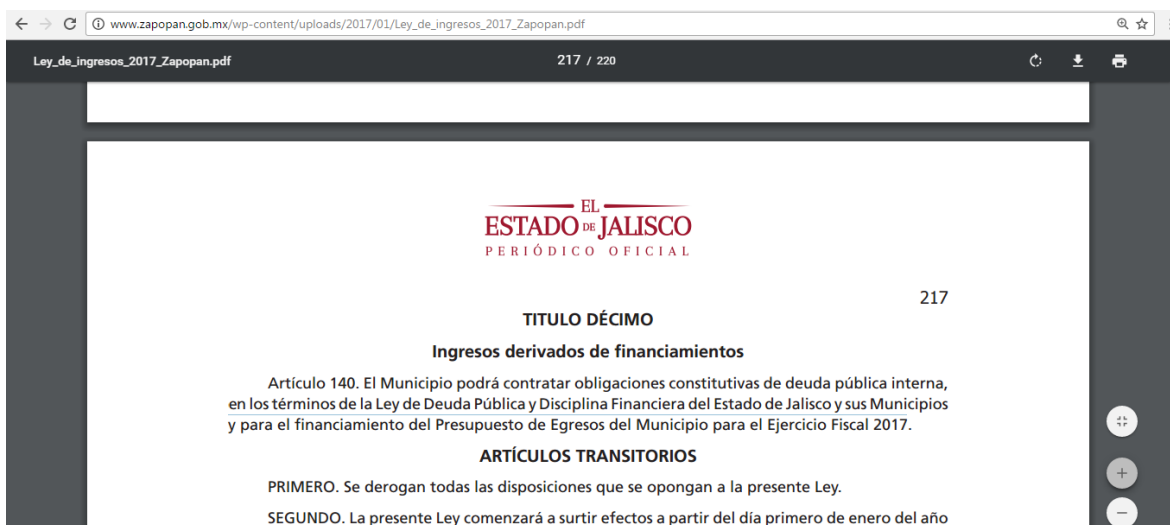 www.zapopan.gob.mx/wp-content/uploads/2017/01/Ley_de_ingresos_2017_Zapopan.pdf
Ley_de_ingresos_2017_Zapopan.pdf
217 / 220
EL
ESTADO DE JALISCO
PERIÓDICO OFICIAL
217
TITULO DÉCIMO
Ingresos derivados de financiamientos
Artículo 140. El Municipio podrá contratar obligaciones constitutivas de deuda pública interna,
en los términos de la Ley de Deuda Pública y Disciplina Financiera del Estado de Jalisco y sus Municipios
y para el financiamiento del Presupuesto de Egresos del Municipio para el Ejercicio Fiscal 2017.
ARTÍCULOS TRANSITORIOS
PRIMERO. Se derogan todas las disposiciones que se opongan a la presente Ley.
SEGUNDO. La presente Ley comenzará a surtir efectos a partir del día primero de enero del año